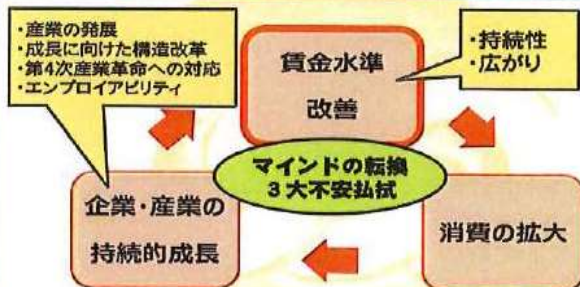 ・産業の発展
・成長に向けた構造改革
・第4次産業革命への対応
・エンプロイアビリティ
賃金水準
改善
・持続性
・広がり
マインドの転換
3大不安払拭
企業・産業の
持続的成長
消費の拡大